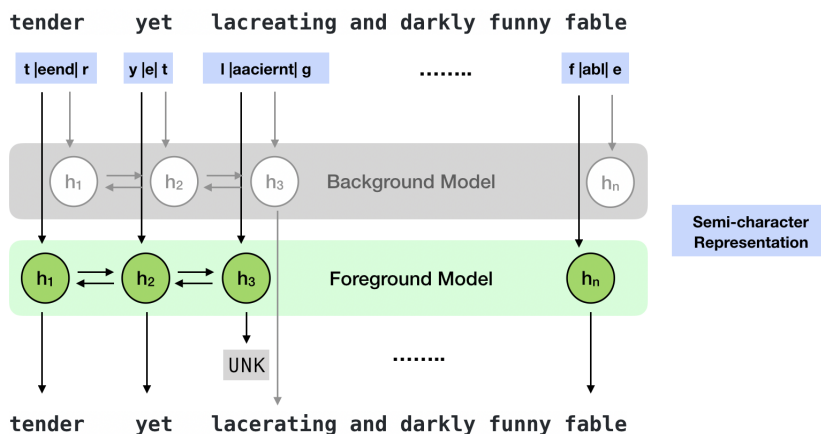 tender yet lacreating and darkly funny fable
t |eend| r y |e| t l |aaciernt| g ........ f |abl| e
h1 h2 h3 Background Model hn
Semi-character
Representation
h1 h2 h3 Foreground Model hn
UNK ........
tender yet lacerating and darkly funny fable